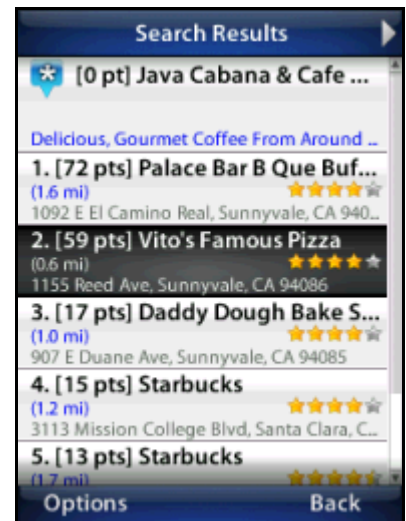 Search Results
[0 pt] Java Cabana & Cafe ...
Delicious, Gourmet Coffee From Around ...
1. [72 pts] Palace Bar B Que Buf...
(1.6 mi)
1092 E El Camino Real, Sunnyvale, CA 940...
2. [59 pts] Vito's Famous Pizza
(0.6 mi)
1155 Reed Ave, Sunnyvale, CA 94086
3. [17 pts] Daddy Dough Bake S...
(1.0 mi)
907 E Duane Ave, Sunnyvale, CA 94085
4. [15 pts] Starbucks
(1.2 mi)
3113 Mission College Blvd, Santa Clara, C...
5. [13 pts] Starbucks
(1.7 mi)
Options Back